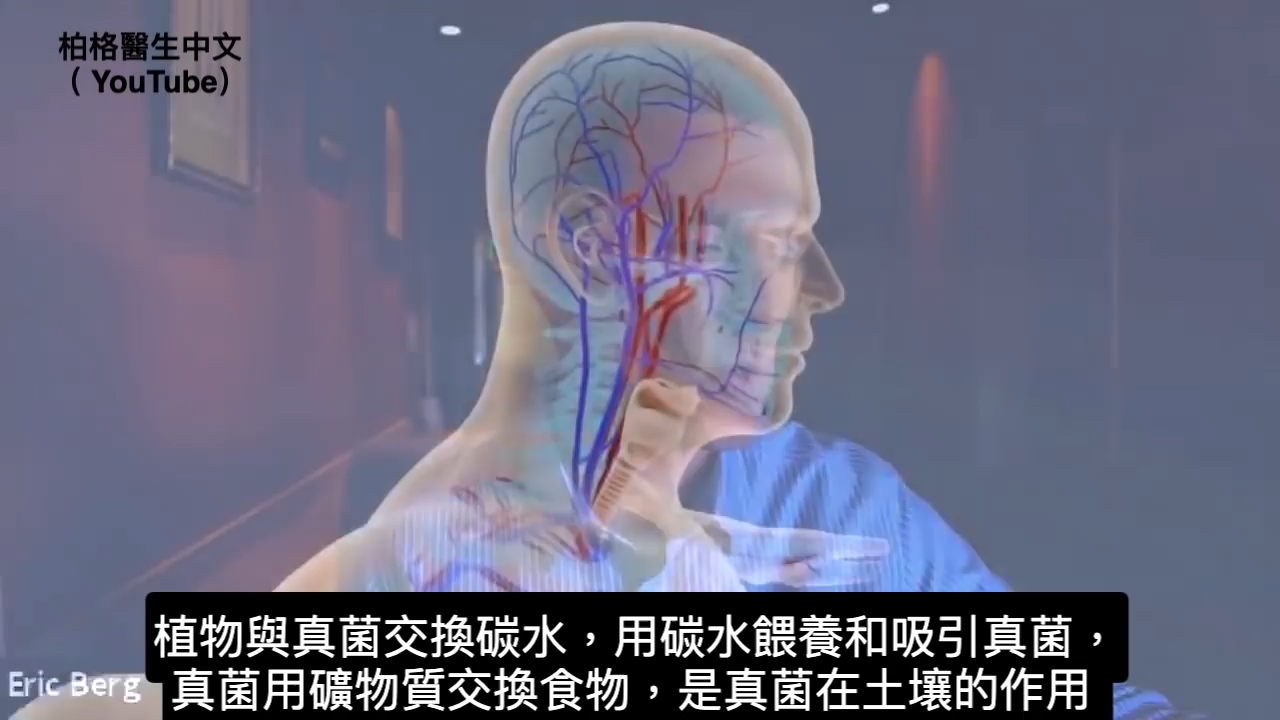 柏格醫生中文
（ YouTube）
植物與真菌交換碳水，用碳水餵養和吸引真菌，
真菌用礦物質交換食物，是真菌在土壤的作用
Eric Berg